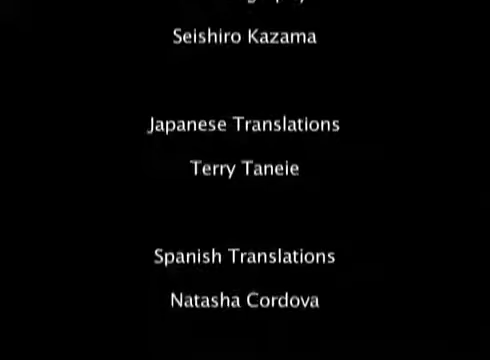 Seishiro Kazama
Japanese Translations
Terry Taneie
Spanish Translations
Natasha Cordova